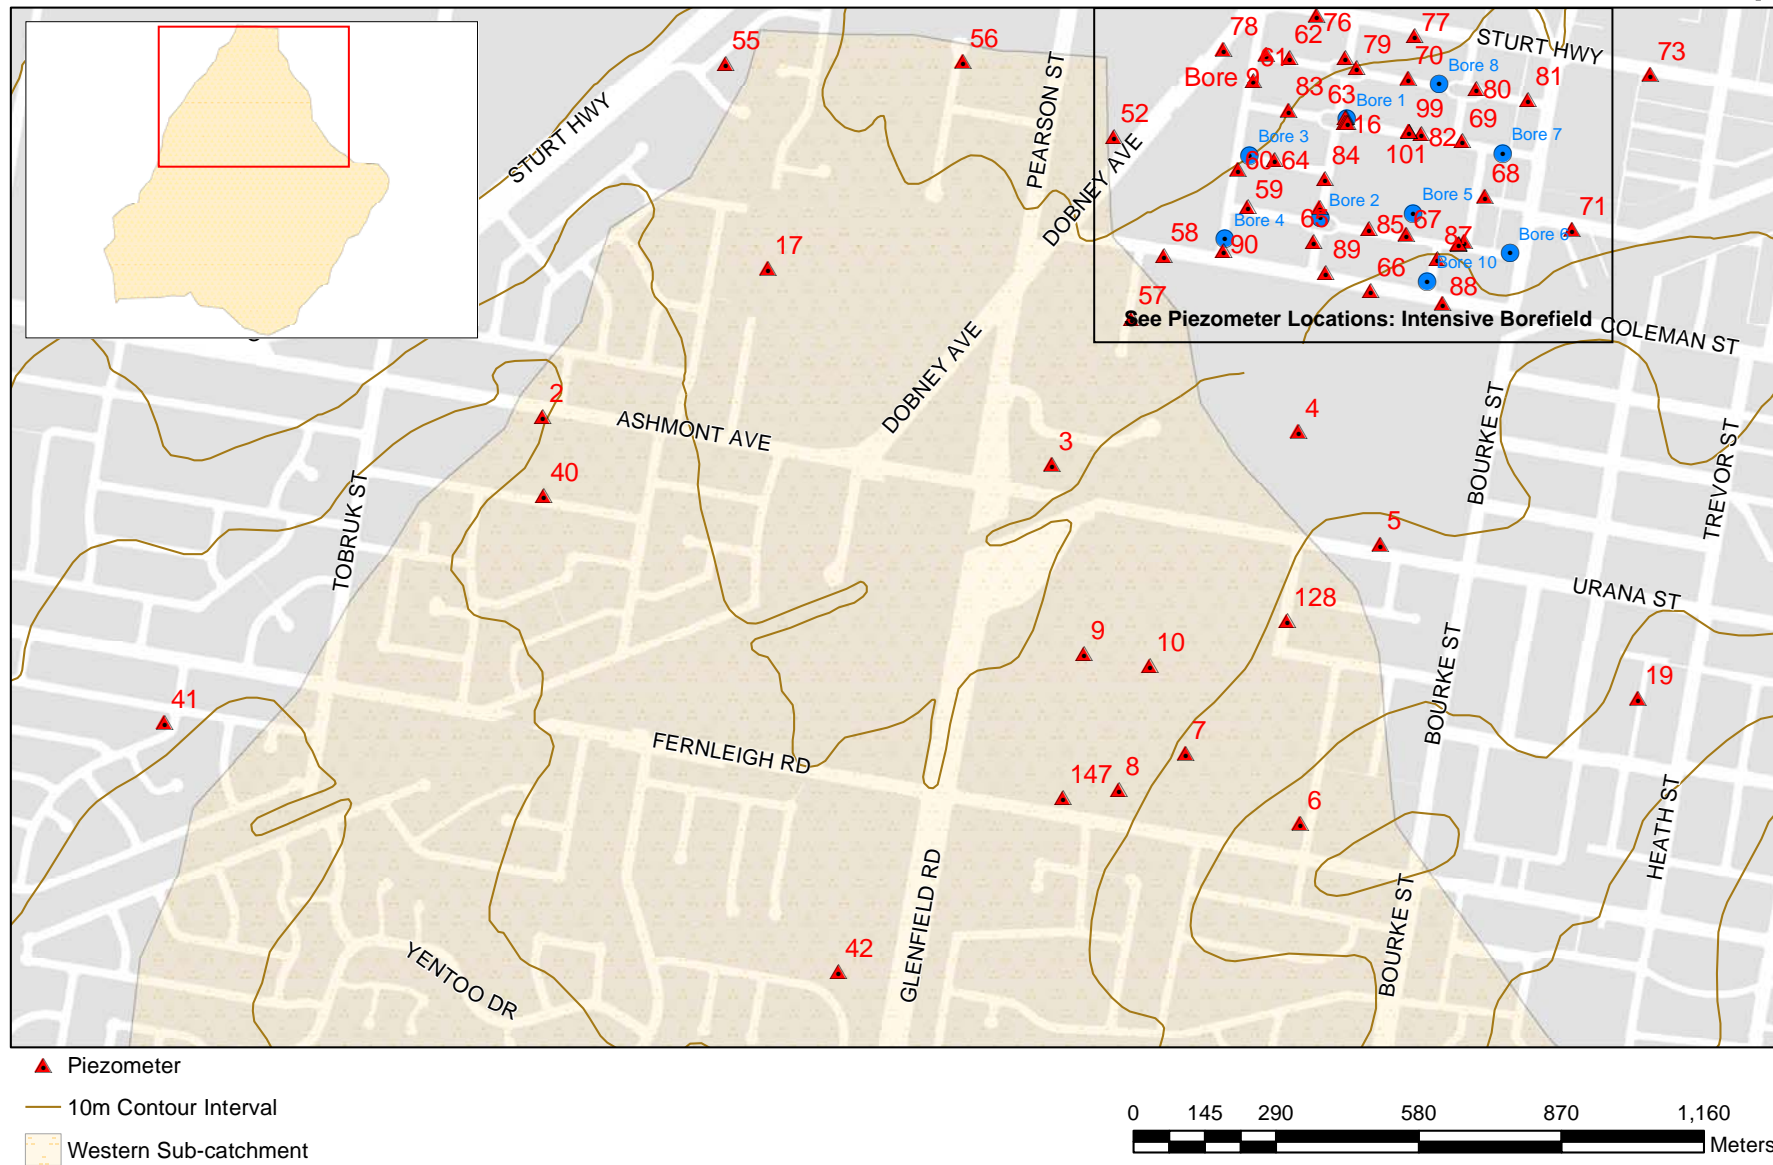 78
62
76
77
STURT HWY
73
55
56
61
79
70
Bore 8
81
Bore 9
83
63
Bore 1
99
80
69
STURT HWY
PEARSON ST
52
16
82
Bore 7
Bore 3
101
60
64
84
68
DOBNEY AVE
59
Bore 2
Bore 5
71
17
58
Bore 4
85
67
87
Bore 6
90
89
66
Bore 10
57
88
See Piezometer Locations: Intensive Borefield
COLEMAN ST
DOBNEY AVE
2
ASHMONT AVE
3
4
BOURKE ST
TREVOR ST
40
TOBRUK ST
5
URANA ST
128
9
10
BOURKE ST
19
41
FERNLEIGH RD
7
147
8
6
HEATH ST
GLENFIELD RD
BOURKE ST
42
YENTOO DR
Piezometer
10m Contour Interval
Western Sub-catchment
0 145 290 580 870 1,160
Meters